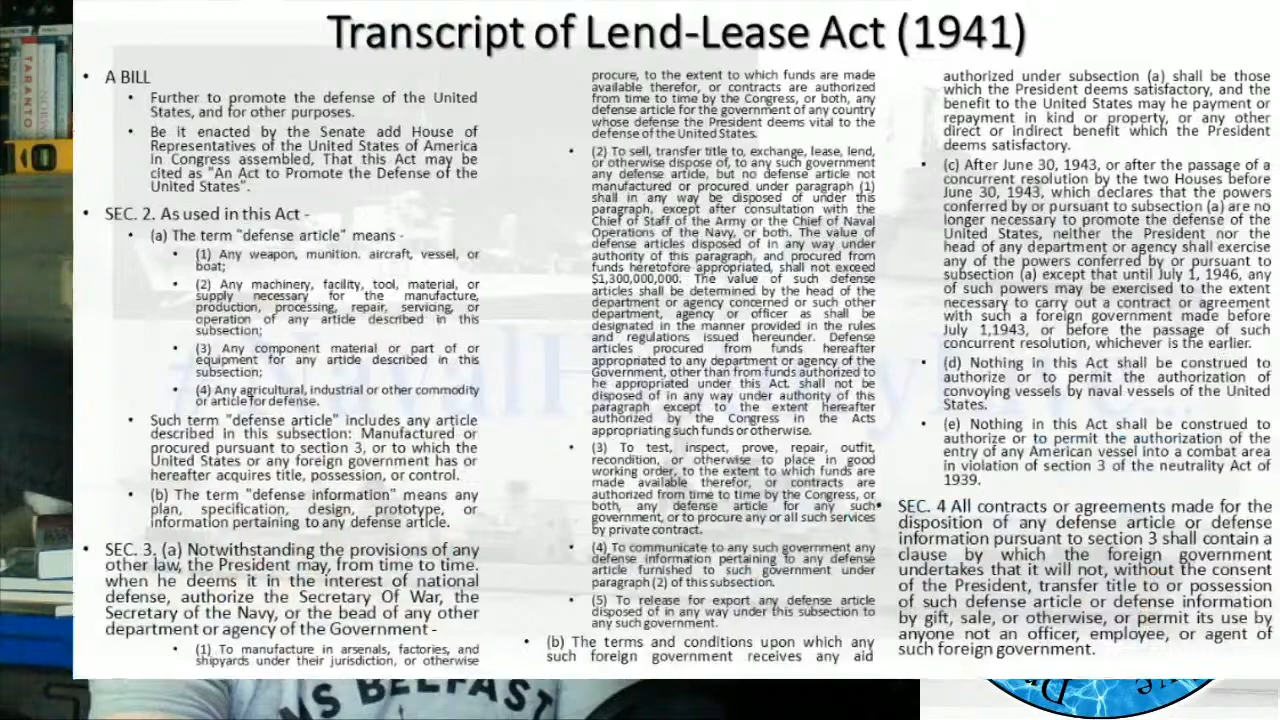 Transcript of Lend-Lease Act (1941)
• A BILL
• Further to promote the defense of the United
States, and for other purposes.
• Be it enacted by the Senate add House of
Representatives of the United States of America
in Congress assembled, That this Act may be
cited as "An Act to Promote the Defense of the
United States".
• SEC. 2. As used in this Act -
• (a) The term "defense article" means -
• (1) Any weapon, munition. aircraft, vessel, or
boat;
• (2) Any machinery, facility, tool, material, or
supply necessary for the manufacture,
production, processing, repair, servicing, or
operation of any article described in this
subsection;
• (3) Any component material or part of or
equipment for any article described in this
subsection;
• (4) Any agricultural, industrial or other commodity
or article for defense.
• Such term "defense article" includes any article
described in this subsection: Manufactured or
procured pursuant to section 3, or to which the
United States or any foreign government has or
hereafter acquires title, possession, or control.
• (b) The term "defense information" means any
plan, specification, design, prototype, or
information pertaining to any defense article.
• SEC. 3, (a) Notwithstanding the provisions of any
other law, the President may, from time to time.
when he deems it in the interest of national
defense, authorize the Secretary Of War, the
Secretary of the Navy, or the bead of any other
department or agency of the Government -
• (1) To manufacture in arsenals, factories, and
shipyards under their jurisdiction, or otherwise
procure, to the extent to which funds are made
available therefor, or contracts are authorized
from time to time by the Congress, or both, any
defense article for the government of any country
whose defense the President deems vital to the
defense of the United States.
• (2) To sell, transfer title to, exchange, lease, lend,
or otherwise dispose of, to any such government
any defense article, but no defense article not
manufactured or procured under paragraph (1)
shall in any way be disposed of under this
paragraph, except after consultation with the
Chief of Staff of the Army or the Chief of Naval
Operations of the Navy, or both. The value of
defense articles disposed of in any way under
authority of this paragraph, and procured from
funds heretofore appropriated, shall not exceed
$1,300,000,000. The value of such defense
articles shall be determined by the head of the
department or agency concerned or such other
department, agency or officer as shall be
designated in the manner provided in the rules
and regulations issued hereunder. Defense
articles procured from funds hereafter
appropriated to any department or agency of the
Government, other than from funds authorized to
he appropriated under this Act. shall not be
disposed of in any way under authority of this
paragraph except to the extent hereafter
authorized by the Congress in the Acts
appropriating such funds or otherwise.
• (3) To test, inspect, prove, repair, outfit,
recondition, or otherwise to place in good
working order, to the extent to which funds are
made available therefor, or contracts are
authorized from time to time by the Congress, or
both, any defense article for any such
government, or to procure any or all such services
by private contract.
• (4) To communicate to any such government any
defense information pertaining to any defense
article furnished to such government under
paragraph (2) of this subsection.
• (5) To release for export any defense article
disposed of in any way under this subsection to
any such government.
• (b) The terms and conditions upon which any
such foreign government receives any aid
authorized under subsection (a) shall be those
which the President deems satisfactory, and the
benefit to the United States may he payment or
repayment in kind or property, or any other
direct or indirect benefit which the President
deems satisfactory.
• (c) After June 30, 1943, or after the passage of a
concurrent resolution by the two Houses before
June 30, 1943, which declares that the powers
conferred by or pursuant to subsection (a) are no
longer necessary to promote the defense of the
United States, neither the President nor the
head of any department or agency shall exercise
any of the powers conferred by or pursuant to
subsection (a) except that until July 1, 1946, any
of such powers may be exercised to the extent
necessary to carry out a contract or agreement
with such a foreign government made before
July 1,1943, or before the passage of such
concurrent resolution, whichever is the earlier.
• (d) Nothing in this Act shall be construed to
authorize or to permit the authorization of
convoying vessels by naval vessels of the United
States.
• (e) Nothing in this Act shall be construed to
authorize or to permit the authorization of the
entry of any American vessel into a combat area
in violation of section 3 of the neutrality Act of
1939.
• SEC. 4 All contracts or agreements made for the
disposition of any defense article or defense
information pursuant to section 3 shall contain a
clause by which the foreign government
undertakes that it will not, without the consent
of the President, transfer title to or possession
of such defense article or defense information
by gift, sale, or otherwise, or permit its use by
anyone not an officer, employee, or agent of
such foreign government.
TARANTO
MS BELFAST